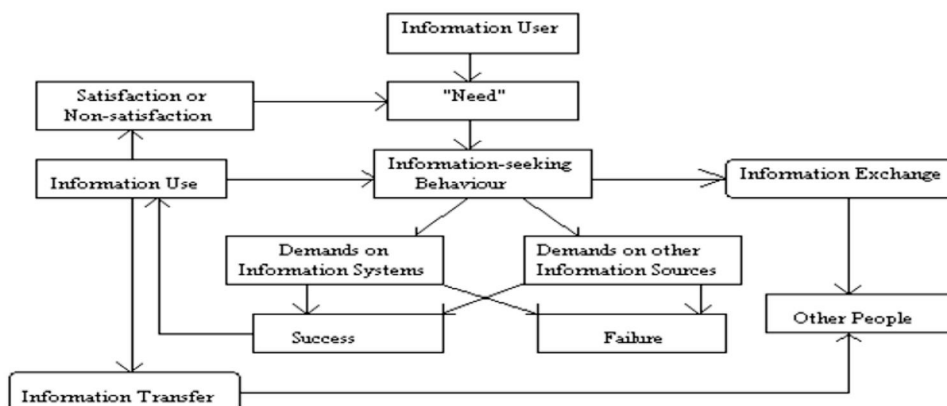 Information User
Satisfaction or
Non-satisfaction
"Need"
Information Use
Information-seeking
Behaviour
Information Exchange
Demands on
Information Systems
Demands on other
Information Sources
Success
Failure
Other People
Information Transfer